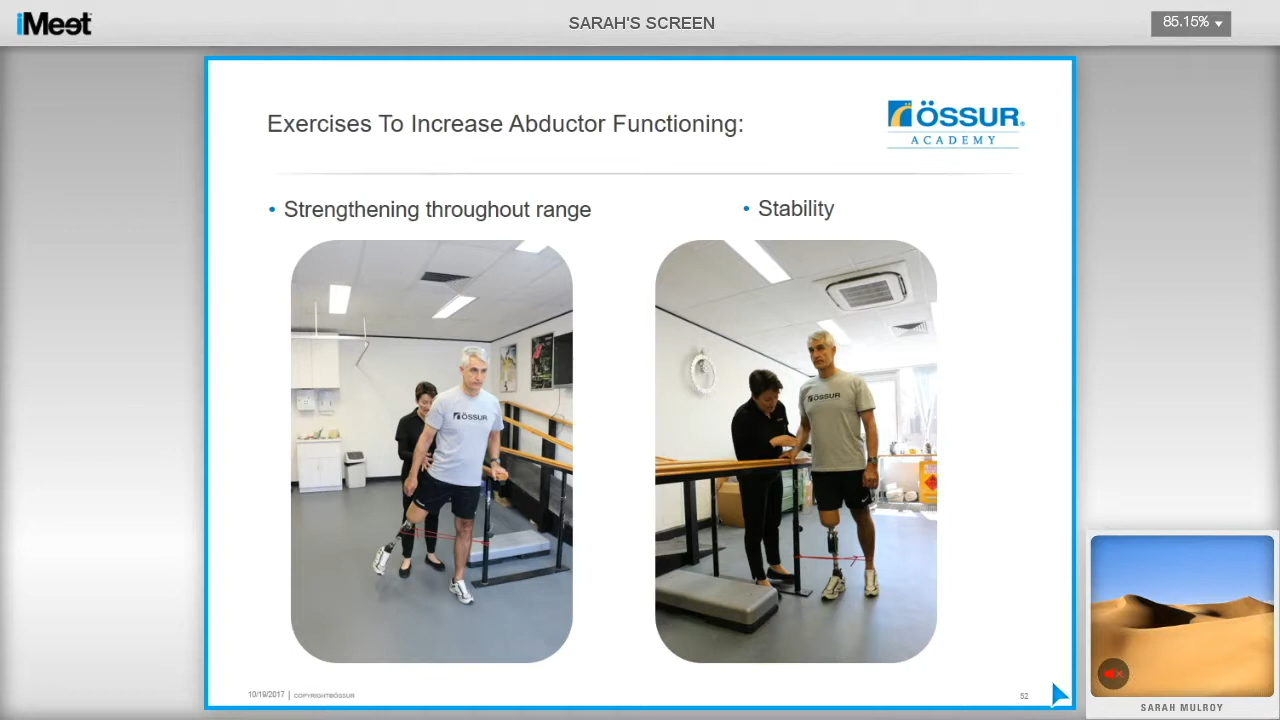 iMeet
SARAH'S SCREEN
85.15%
Exercises To Increase Abductor Functioning:
ÖSSUR®
ACADEMY
• Strengthening throughout range
• Stability
ÖSSUR
ÖSSUR
10/19/2017 | COPYRIGHT©ÖSSUR
52
SARAH MULROY